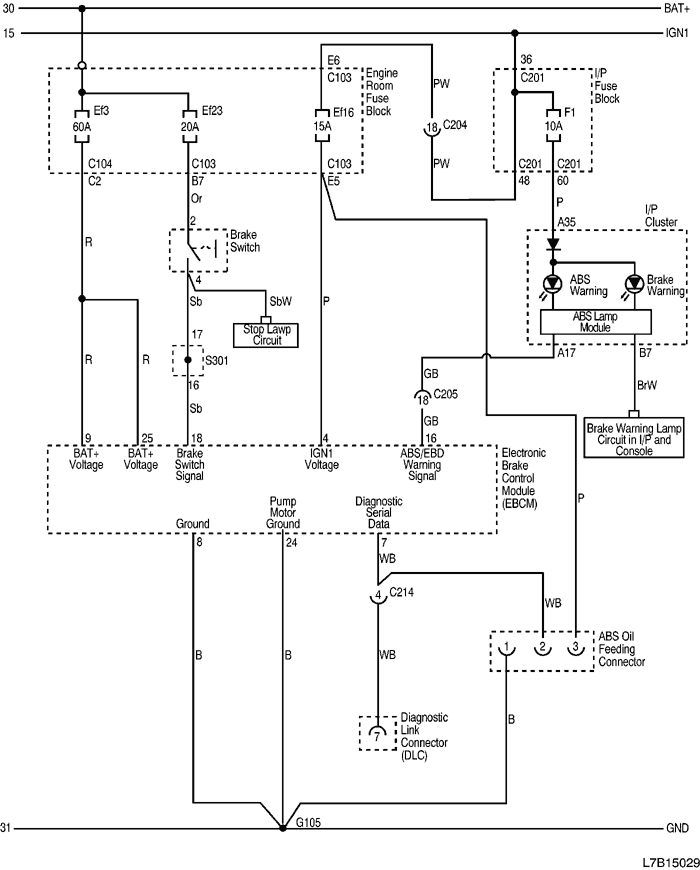 30
BAT+
15
IGN1
E6
C103
Engine
Room
Fuse
Block
36
C201
I/P
Fuse
Block
PW
Ef3
60A
Ef23
20A
Ef16
15A
18
C204
F1
10A
PW
C104
C2
C103
B7
C103
E5
C201
48
C201
60
Or
P
2
A35
I/P
Cluster
Brake
Switch
R
4
ABS
Warning
Brake
Warning
Sb
SbW
P
ABS Lamp
Module
Stop Lawp
Circuit
17
S301
A17
B7
R
R
GB
16
18
C205
BrW
Sb
GB
Brake Warning Lamp
Circuit in I/P and
Console
9
25
18
4
16
BAT+
Voltage
BAT+
Voltage
Brake
Switch
Signal
IGN1
Voltage
ABS/EBD
Warning
Signal
Electronic
Brake
Control
Module
(EBCM)
P
Ground
Pump
Motor
Ground
Diagnostic
Serial
Data
8
24
7
WB
4
C214
WB
ABS Oil
Feeding
Connector
1
2
3
B
B
WB
B
7
Diagnostic
Link
Connector
(DLC)
31
G105
GND
L7B15029